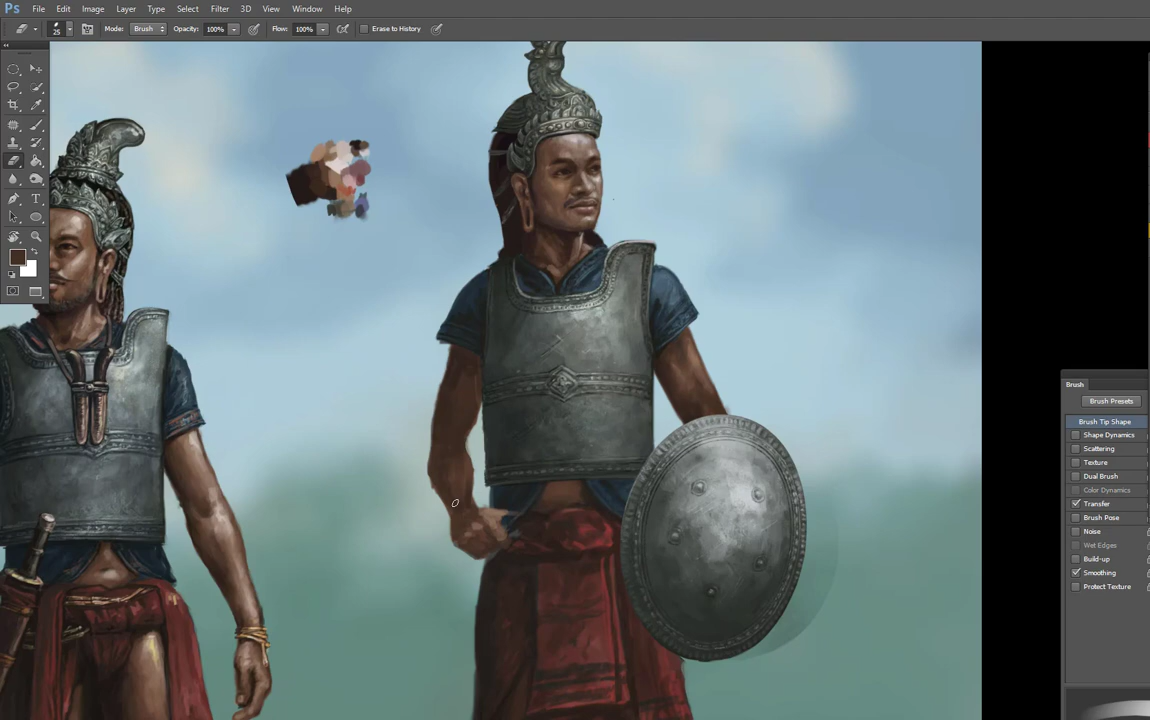 Ps File Edit Image Layer Type Select Filter 3D View Window Help
25 Mode: Brush Opacity: 100% Flow: 100% Erase to History
T
Brush
Brush Presets
Brush Tip Shape
Shape Dynamics
Scattering
Texture
Dual Brush
Color Dynamics
Transfer
Brush Pose
Noise
Wet Edges
Build-up
Smoothing
Protect Texture